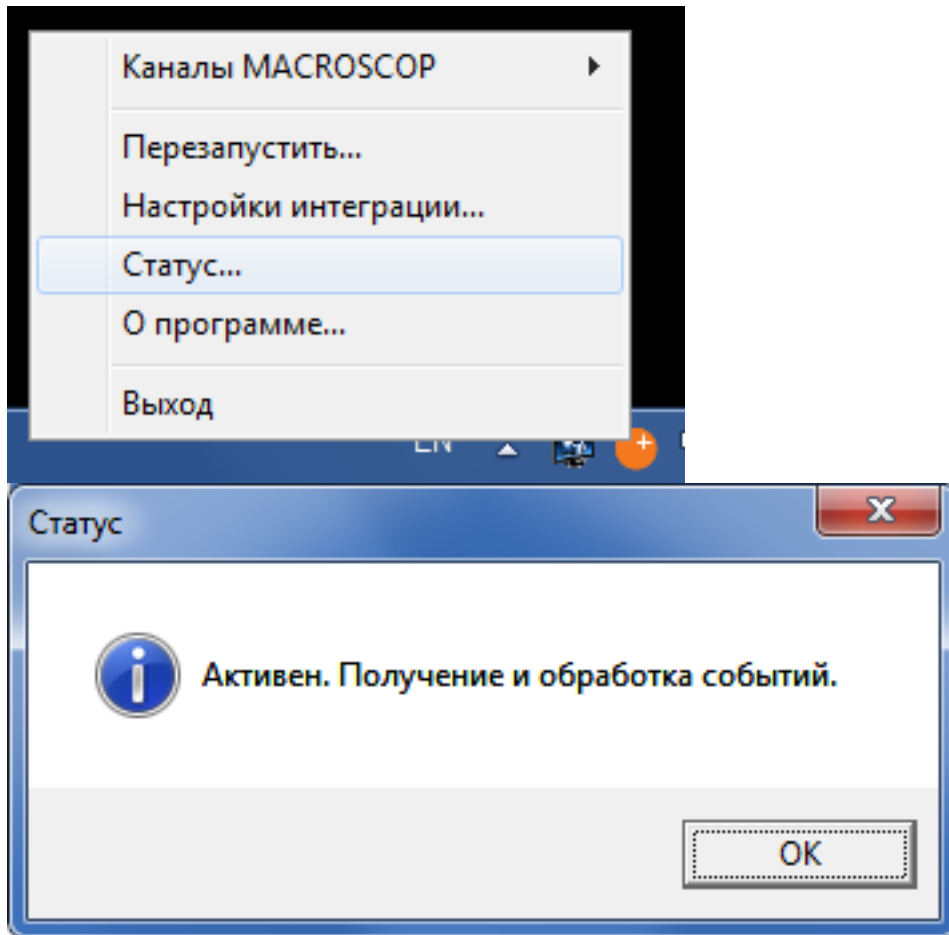 Каналы MACROSCOP
Перезапустить...
Настройки интеграции...
Статус...
О программе...
Выход
EN
Статус
Активен. Получение и обработка событий.
OK